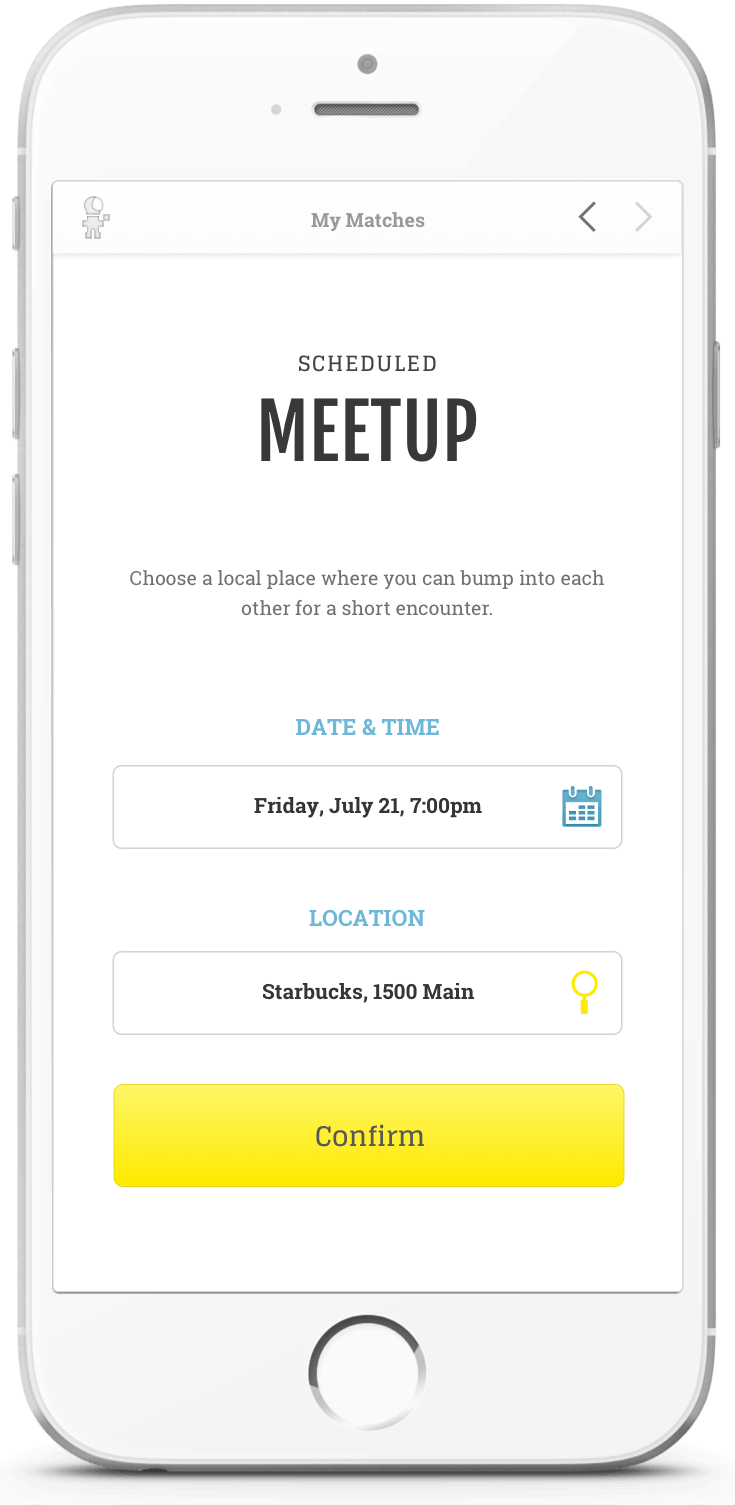 My Matches
SCHEDULED
MEETUP
Choose a local place where you can bump into each
other for a short encounter.
DATE & TIME
Friday, July 21, 7:00pm
LOCATION
Starbucks, 1500 Main
Confirm